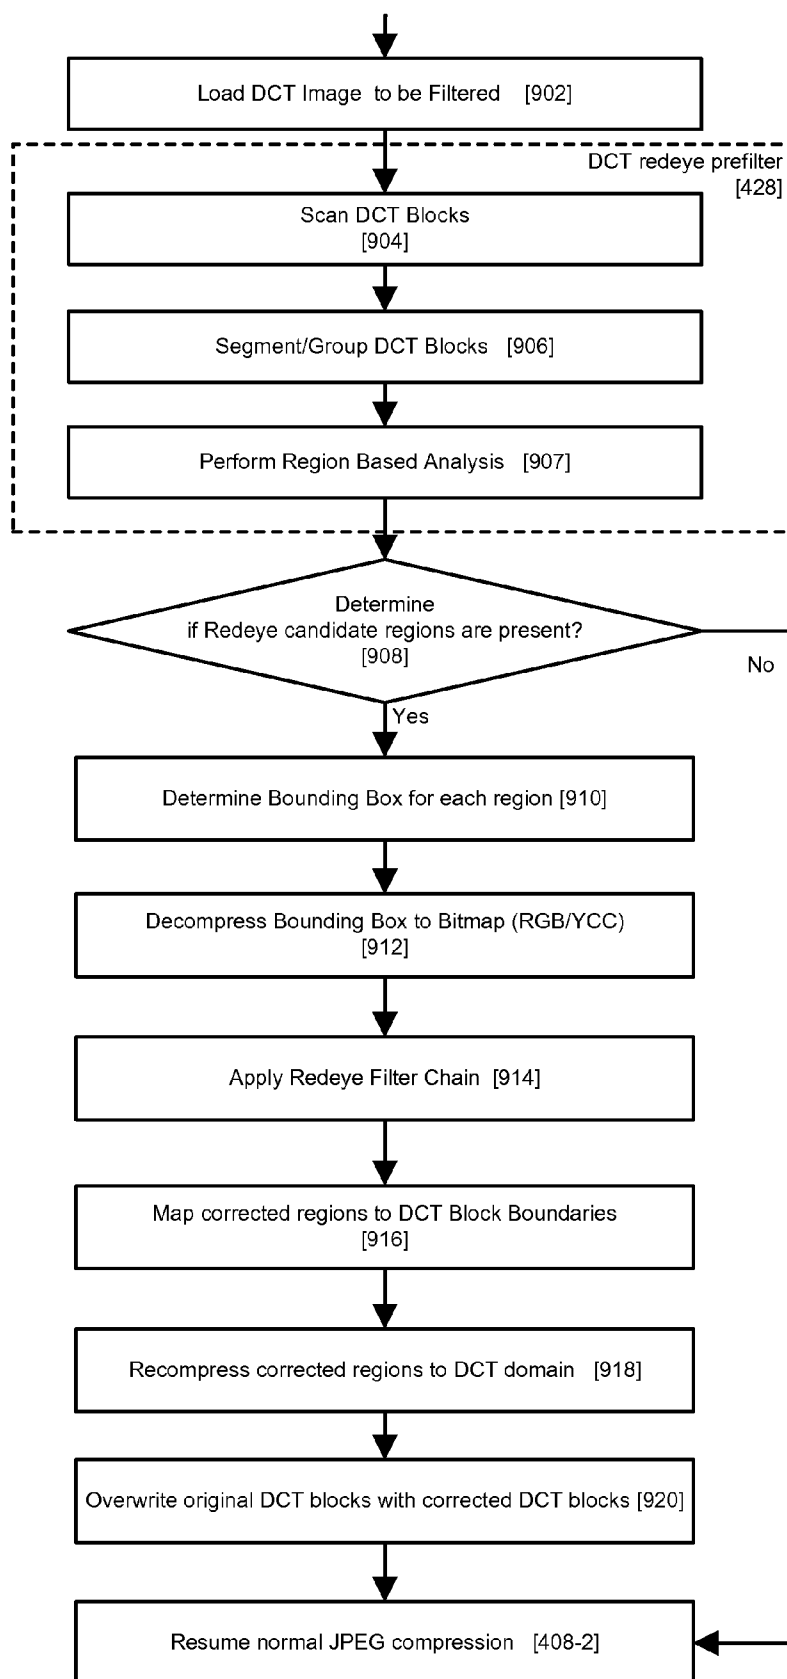 Load DCT Image to be Filtered [902]
DCT redeye prefilter
[428]
Scan DCT Blocks
[904]
Segment/Group DCT Blocks [906]
Perform Region Based Analysis [907]
Determine
if Redeye candidate regions are present?
[908]
No
Yes
Determine Bounding Box for each region [910]
Decompress Bounding Box to Bitmap (RGB/YCC)
[912]
Apply Redeye Filter Chain [914]
Map corrected regions to DCT Block Boundaries
[916]
Recompress corrected regions to DCT domain [918]
Overwrite original DCT blocks with corrected DCT blocks [920]
Resume normal JPEG compression [408-2]